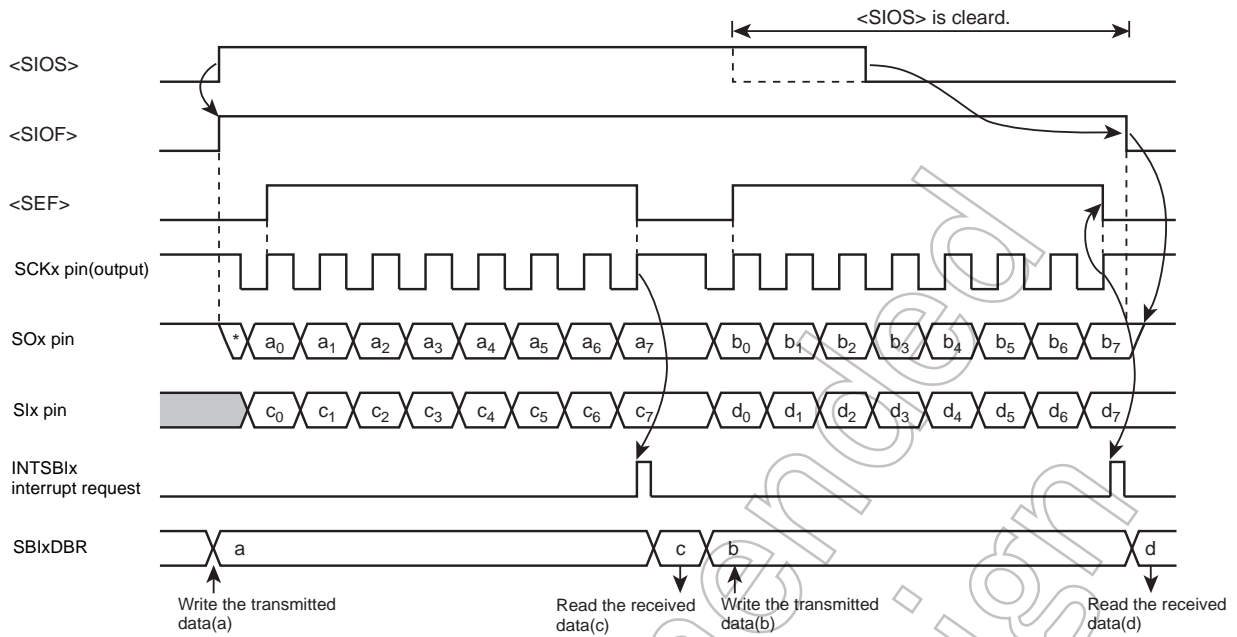 <SIOS> is cleard.
<SIOS>
<SIOF>
<SEF>
SCKx pin(output)
SOx pin
* a0 a1 a2 a3 a4 a5 a6 a7 b0 b1 b2 b3 b4 b5 b6 b7
SIx pin
c0 c1 c2 c3 c4 c5 c6 c7 d0 d1 d2 d3 d4 d5 d6 d7
INTSBIx
interrupt request
SBIxDBR
a c b d
Write the transmitted
data(a)
Read the received
data(c)
Write the transmitted
data(b)
Read the received
data(d)